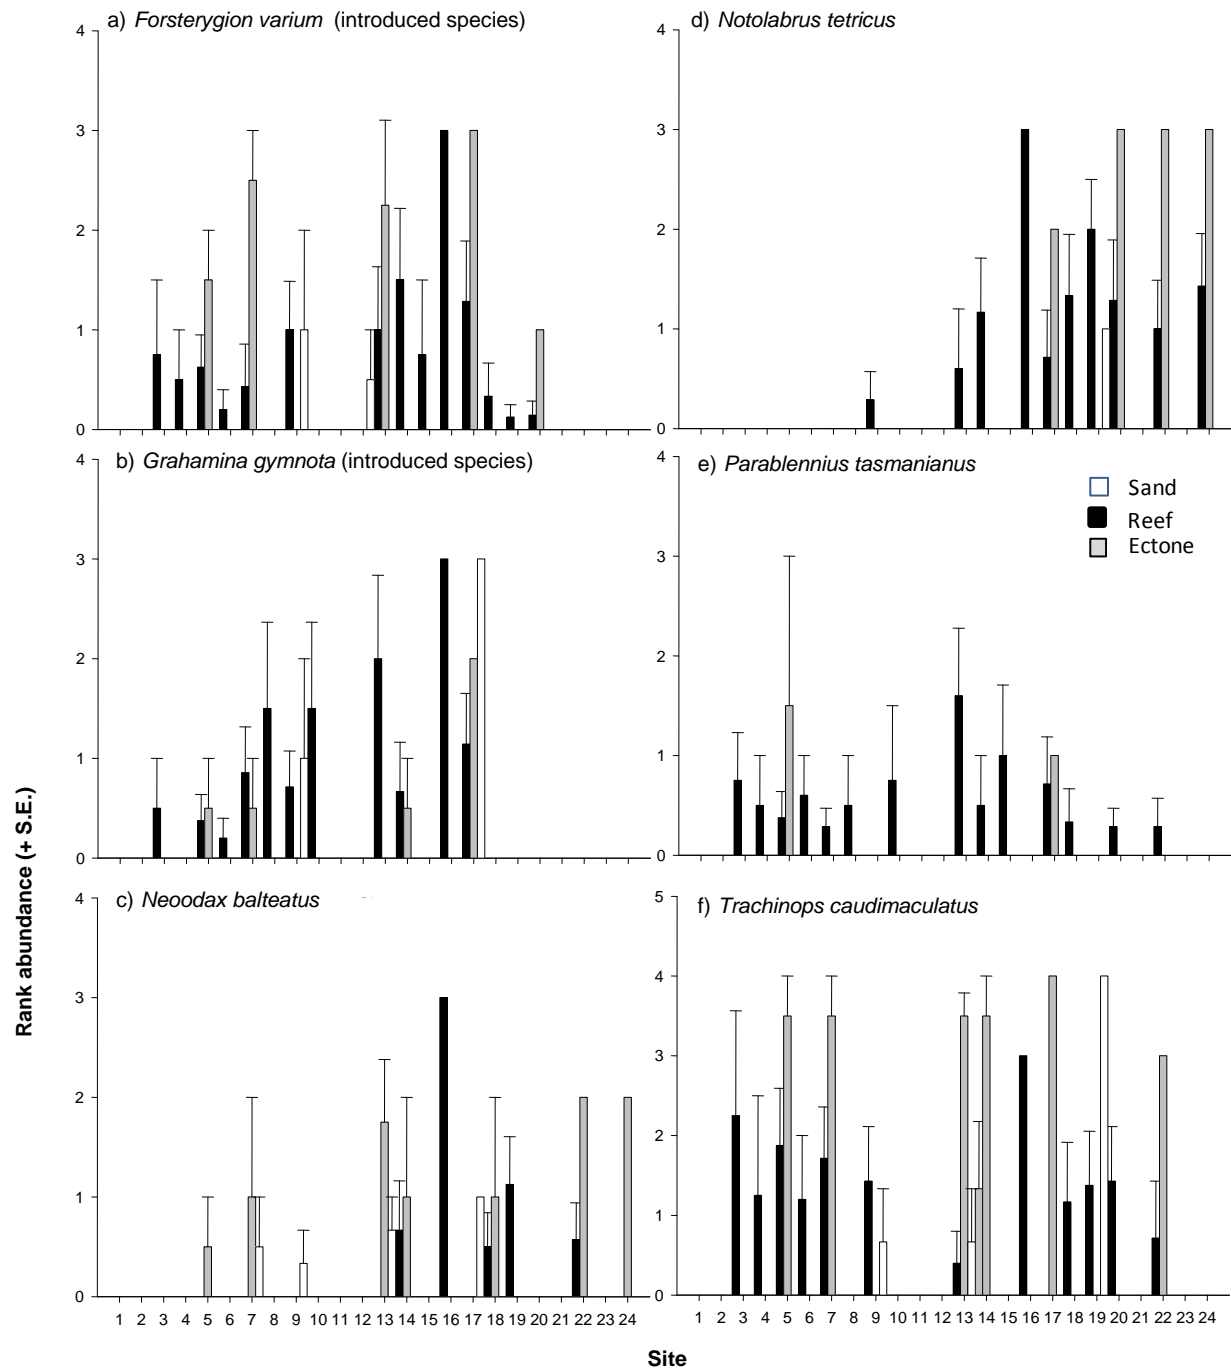 a) Forsterygion varium (introduced species)
4
3
2
1
0
b) Grahamina gymnota (introduced species)
4
3
2
1
0
c) Neoodax balteatus
4
3
2
1
0
1 2 3 4 5 6 7 8 9 10 11 12 13 14 15 16 17 18 19 20 22 23 24
Rank abundance (+ S.E.)
d) Notolabrus tetricus
4
3
2
1
0
e) Parablennius tasmanianus
4
3
2
1
0
Sand
Reef
Ectone
f) Trachinops caudimaculatus
5
4
3
2
1
0
1 2 3 4 5 6 7 8 9 10 11 12 13 14 15 16 17 18 19 20 22 23 24
Site